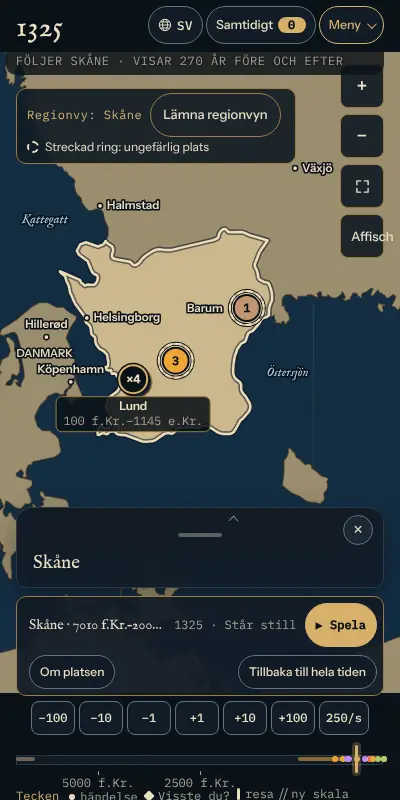 1325
SV
Samtidigt 0
Meny
FÖLJER SKÅNE · VISAR 270 ÅR FÖRE OCH EFTER
+
Regionvy: Skåne
Lämna regionvyn
Streckad ring: ungefärlig plats
−
Växjö
Halmstad
Kattegatt
Affisch
Barum
1
Helsingborg
Hillerød
DANMARK
3
Köpenhamn
×4
Östersjön
Lund
100 f.Kr.–1145 e.Kr.
×
Skåne
Skåne · 7010 f.Kr.–200...
1325 · Står still
▶ Spela
Om platsen
Tillbaka till hela tiden
−100
−10
−1
+1
+10
+100
250/s
5000 f.Kr.
2500 f.Kr.
Tecken
händelse
Visste du?
resa // ny skala